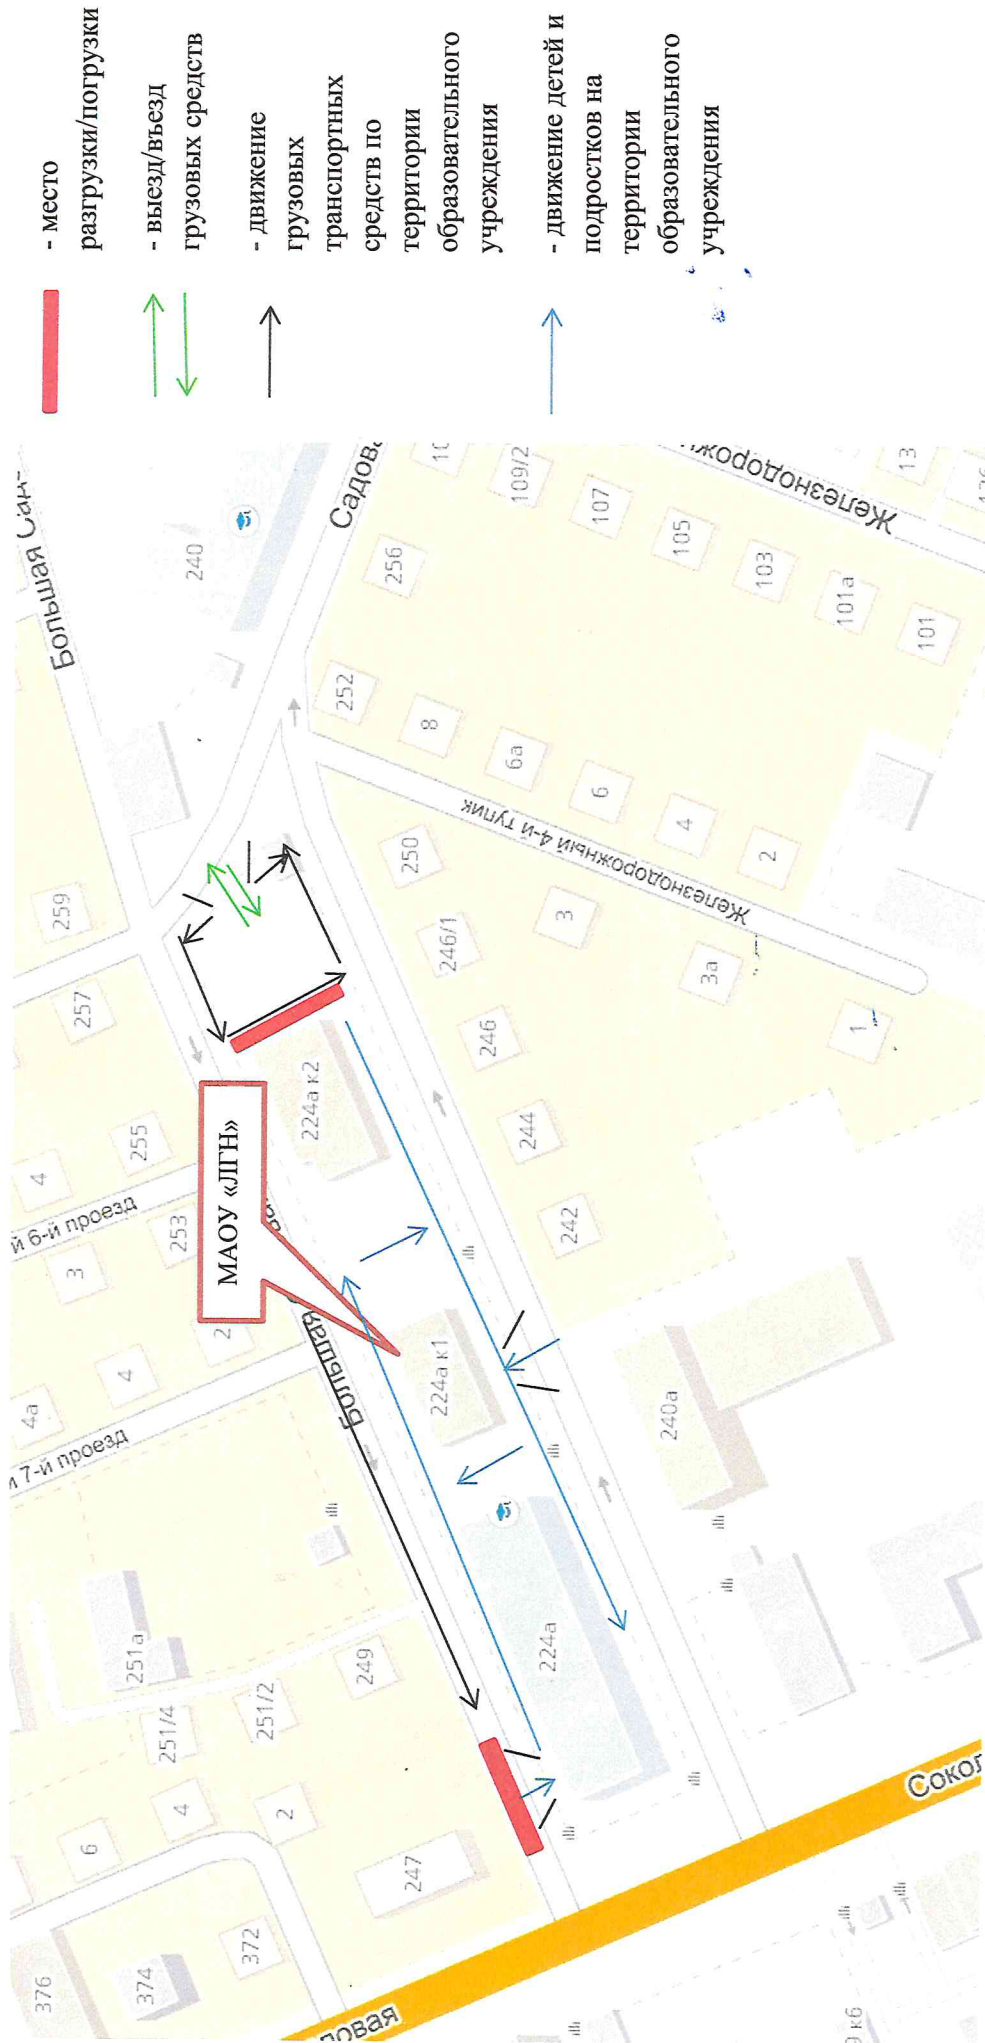 - место
разгрузки/погрузки
- выезд/въезд
грузовых средств
- движение
грузовых
транспортных
средств по
территории
образовательного
учреждения
- движение детей и
подростков на
территории
образовательного
учреждения
МАОУ «ЛГН»
Большая Сад-
Садова
Железнодорож
Железнодорожный 4-й тупик
й 6-й проезд
й 7-й проезд
Большая
Сокол
ловая
240
256
252
10
109/2
107
105
103
101а
101
13
8
6а
6
4
2
250
246/1
246
244
242
3
3а
1
259
257
255
253
4
3
2
4
4а
224а к2
224а к1
224а
240а
251а
251/4
251/2
249
247
6
4
2
376
374
372
9 к6